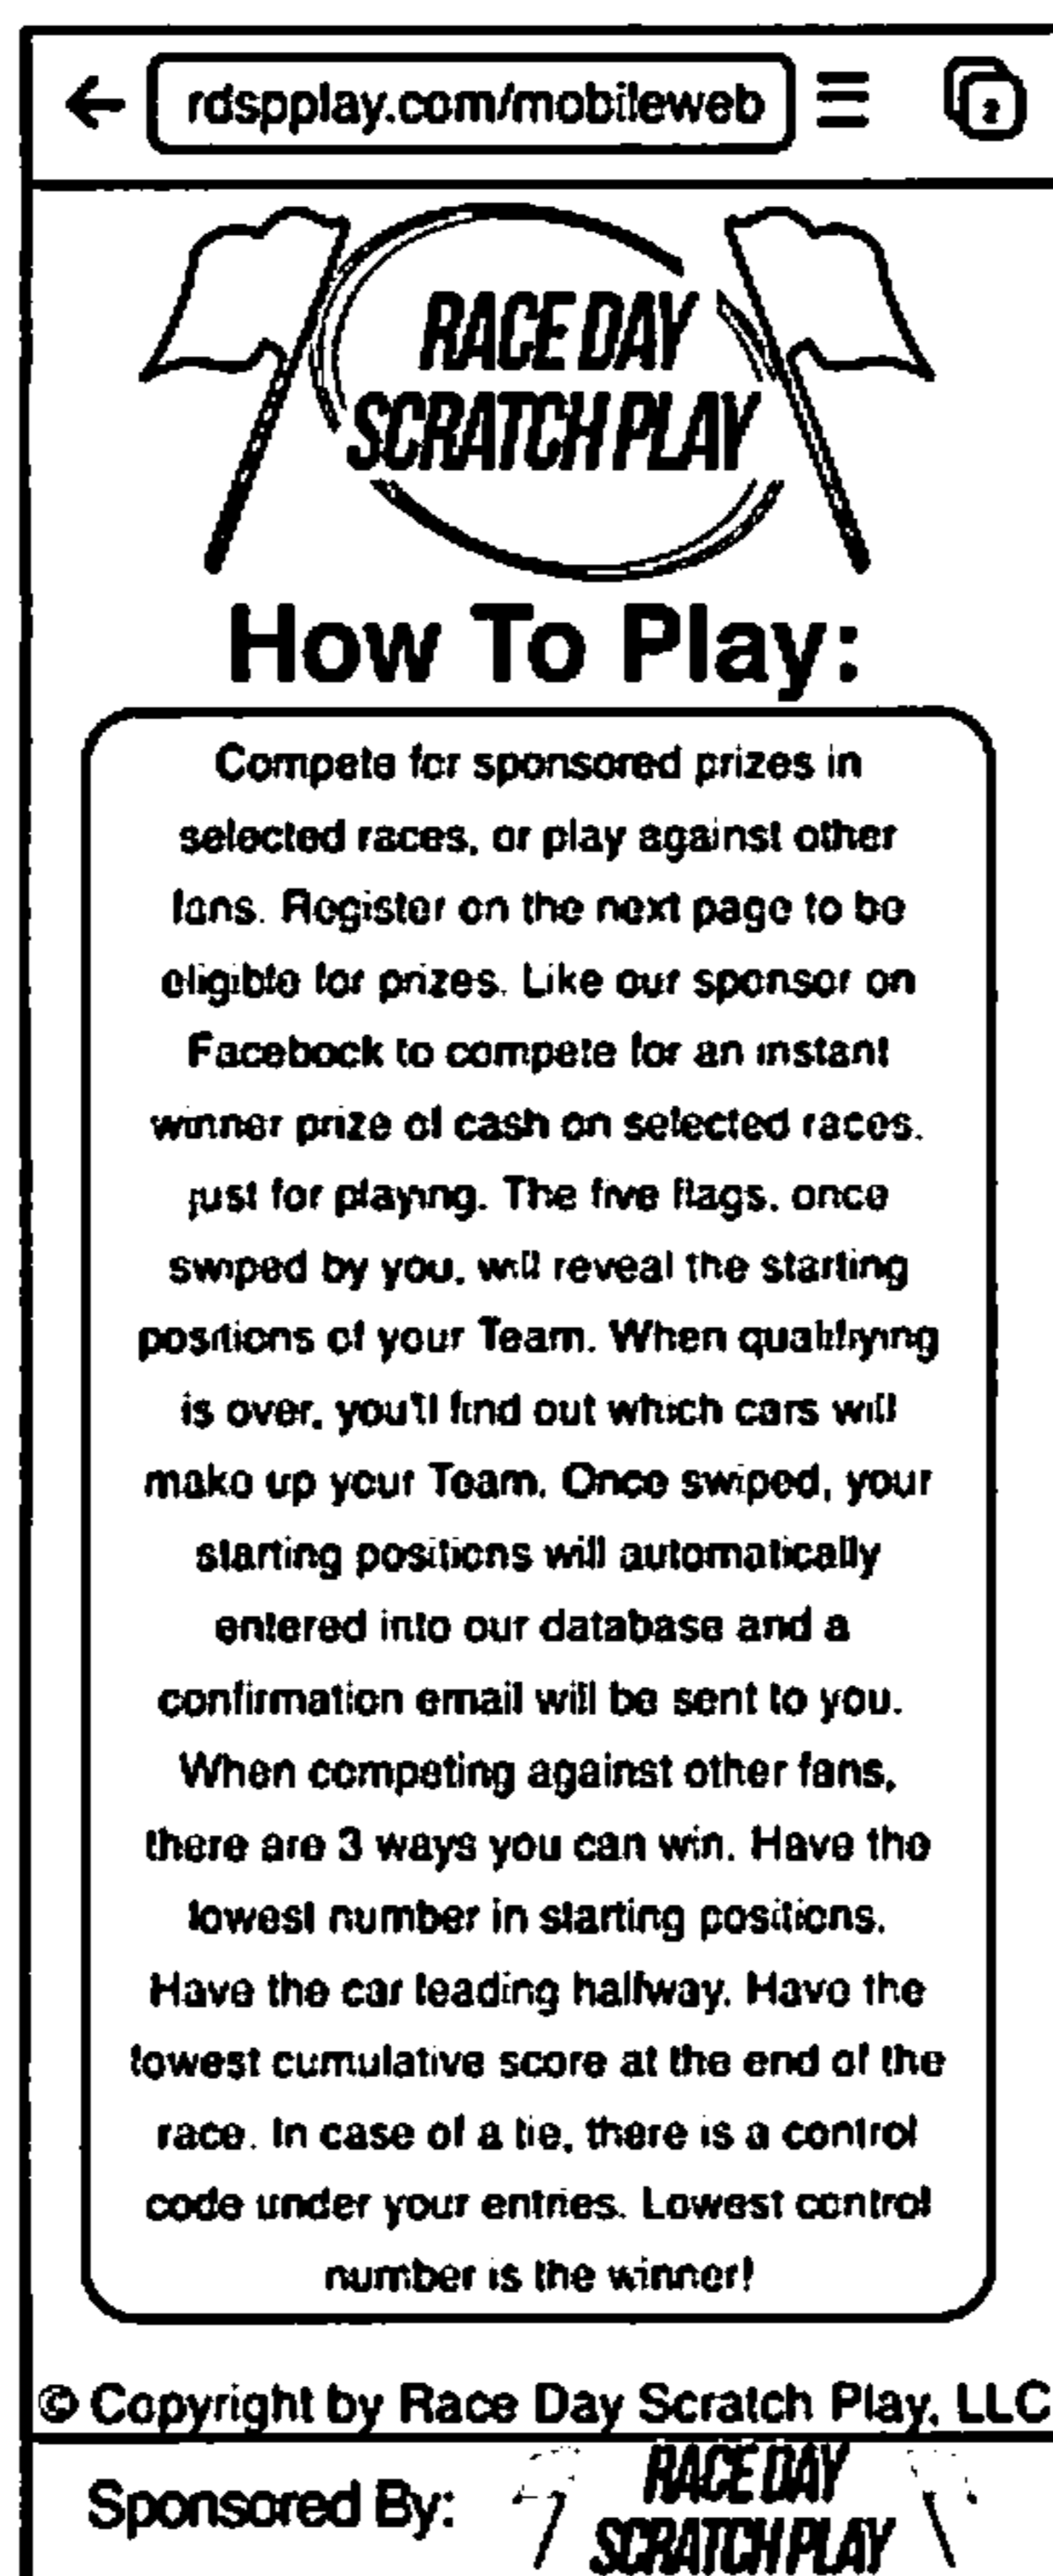 rdspplay.com/mobileweb
2
RACE DAY
SCRATCH PLAY
How To Play:
Compete for sponsored prizes in
selected races, or play against other
fans. Register on the next page to be
eligible for prizes. Like our sponsor on
Facebook to compete for an instant
winner prize of cash on selected races.
just for playing. The five flags, once
swiped by you, will reveal the starting
positions of your Team. When qualifiying
is over, you'll find out which cars will
make up your Team. Once swiped, your
starting positions will automatically
entered into our database and a
confirmation email will be sent to you.
When competing against other fans,
there are 3 ways you can win. Have the
lowest number in starting positions.
Have the car leading halfway. Have the
lowest cumulative score at the end of the
race. In case of a tie, there is a control
code under your entries. Lowest control
number is the winner!
© Copyright by Race Day Scratch Play, LLC
Sponsored By:
RACE DAY
SCRATCH PLAY